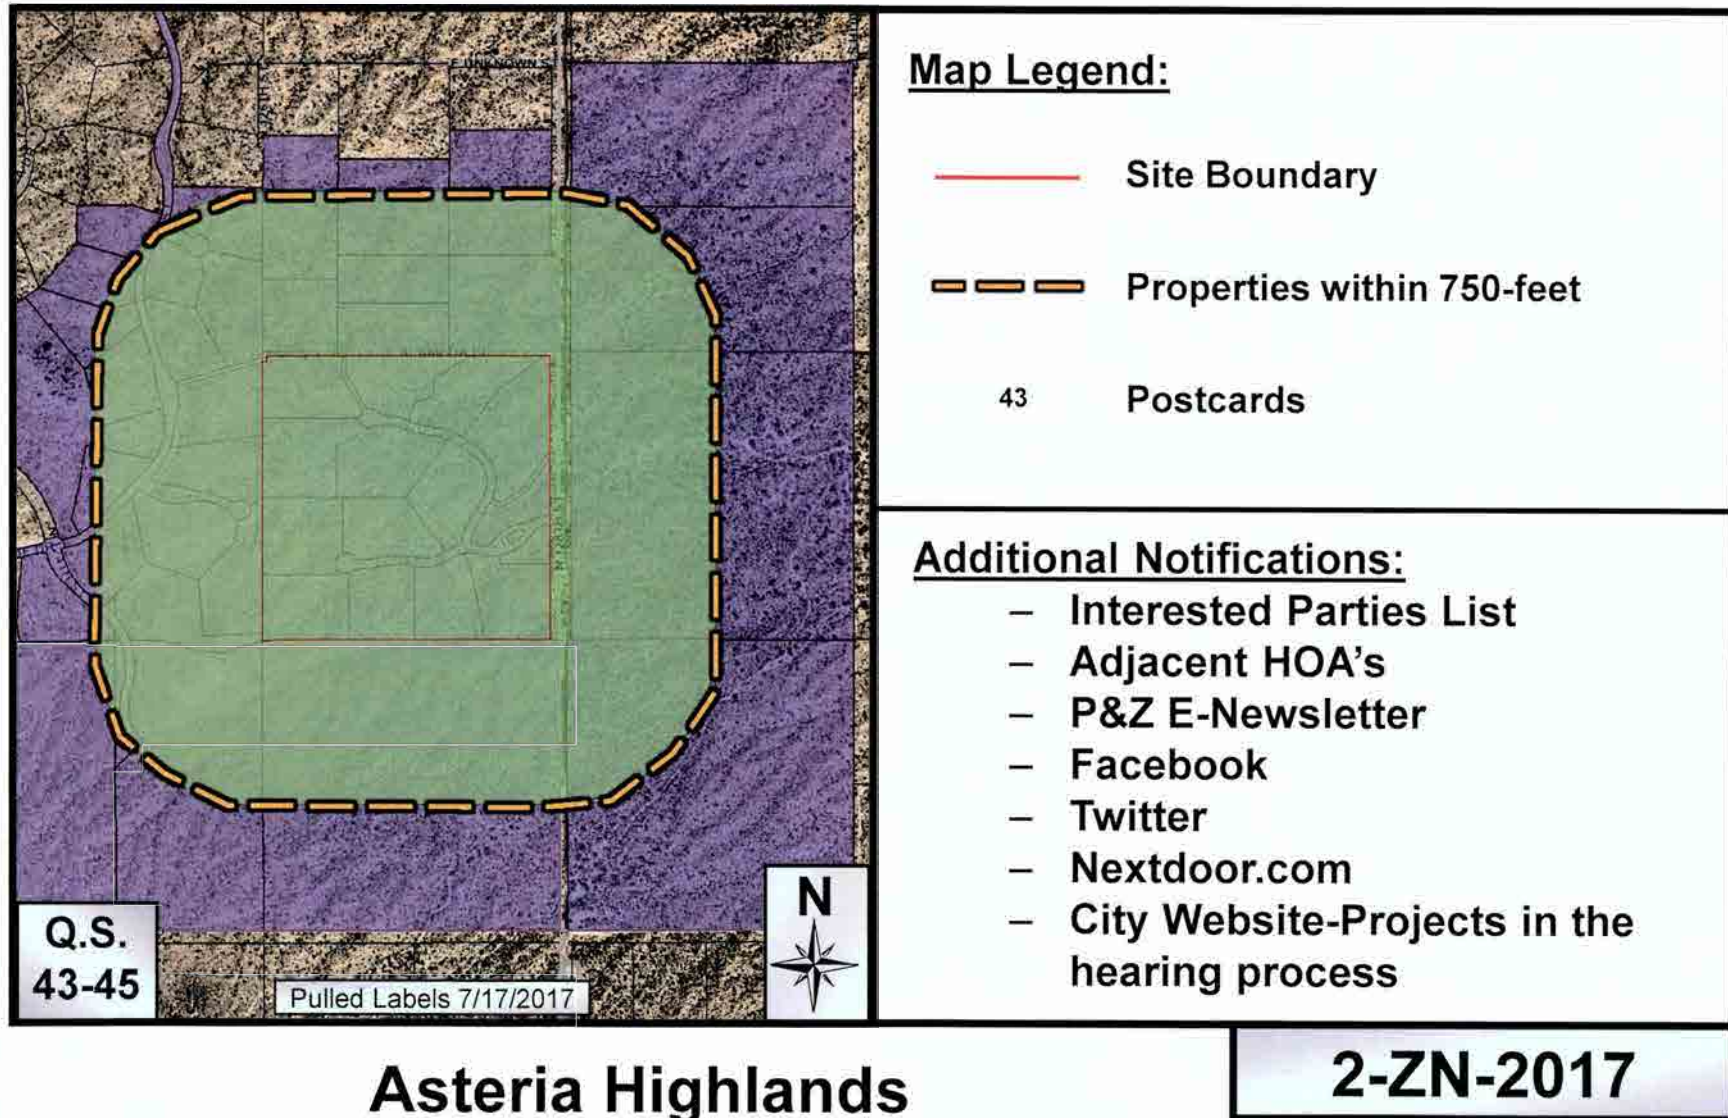 E UNKNOWN ST
Q.S.
43-45
Pulled Labels 7/17/2017
N
Map Legend:
Site Boundary
Properties within 750-feet
43 Postcards
Additional Notifications:
– Interested Parties List
– Adjacent HOA's
– P&Z E-Newsletter
– Facebook
– Twitter
– Nextdoor.com
– City Website-Projects in the
hearing process
Asteria Highlands
2-ZN-2017